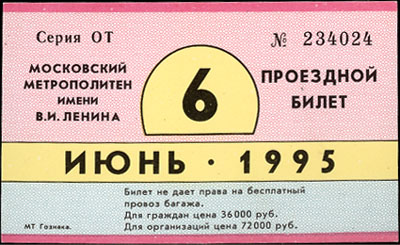 Серия ОТ
№ 234024
МОСКОВСКИЙ
МЕТРОПОЛИТЕН
ИМЕНИ
В.И. ЛЕНИНА
6
ПРОЕЗДНОЙ
БИЛЕТ
ИЮНЬ · 1995
Билет не дает права на бесплатный
провоз багажа.
Для граждан цена 36000 руб.
Для организаций цена 72000 руб.
МТ Гознака.